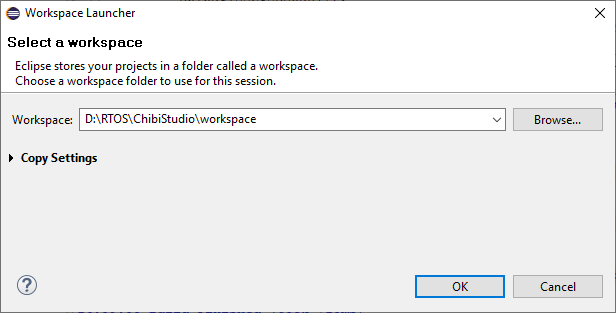 Workspace Launcher
Select a workspace
Eclipse stores your projects in a folder called a workspace.
Choose a workspace folder to use for this session.
Workspace: D:\RTOS\ChibiStudio\workspace Browse...
Copy Settings
? OK Cancel